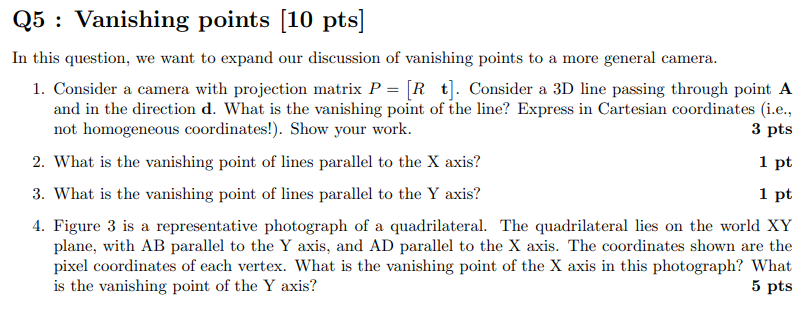 Q5 : Vanishing points [10 pts]
In this question, we want to expand our discussion of vanishing points to a more general camera.
1. Consider a camera with projection matrix P = [R t]. Consider a 3D line passing through point A
and in the direction d. What is the vanishing point of the line? Express in Cartesian coordinates (i.e.,
not homogeneous coordinates!). Show your work. 3 pts
2. What is the vanishing point of lines parallel to the X axis? 1 pt
3. What is the vanishing point of lines parallel to the Y axis? 1 pt
4. Figure 3 is a representative photograph of a quadrilateral. The quadrilateral lies on the world XY
plane, with AB parallel to the Y axis, and AD parallel to the X axis. The coordinates shown are the
pixel coordinates of each vertex. What is the vanishing point of the X axis in this photograph? What
is the vanishing point of the Y axis? 5 pts